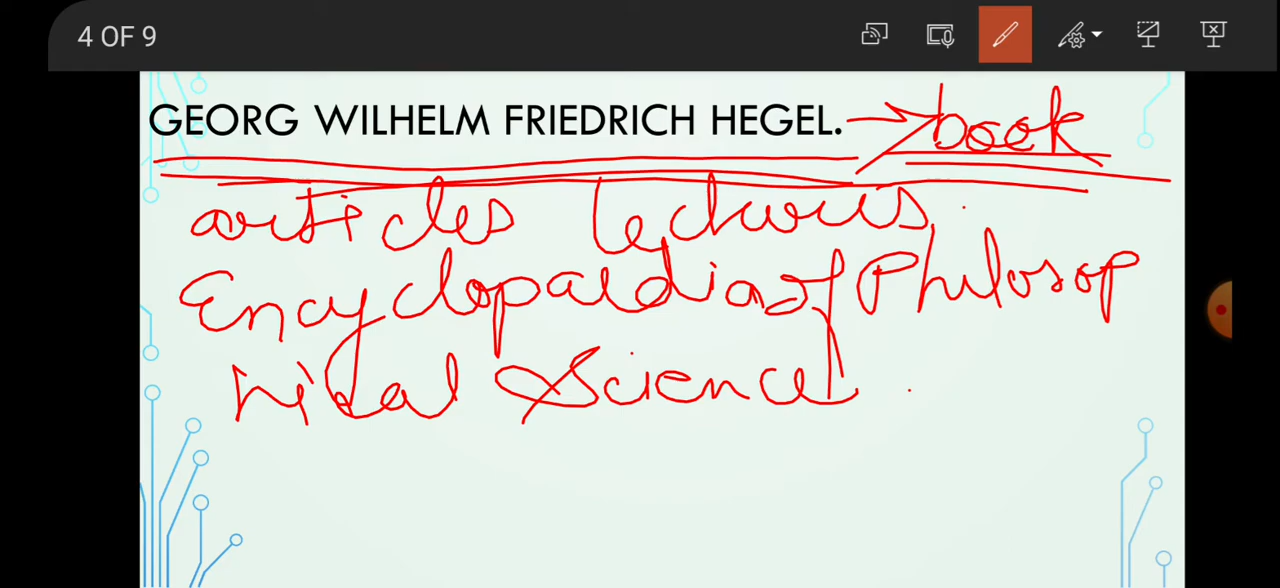 4 OF 9
GEORG WILHELM FRIEDRICH HEGEL. → book
articles lectures
Encyclopaedia of Philosop
hical Science